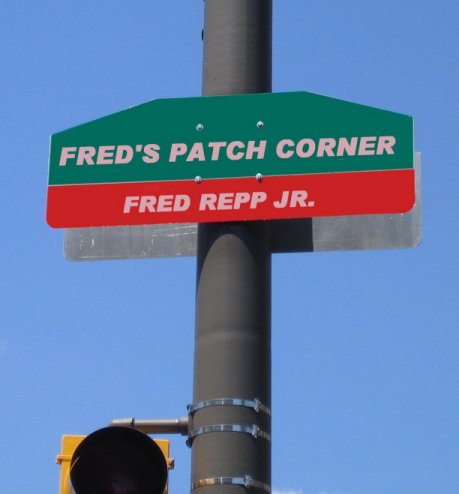 FRED'S PATCH CORNER
FRED REPP JR.